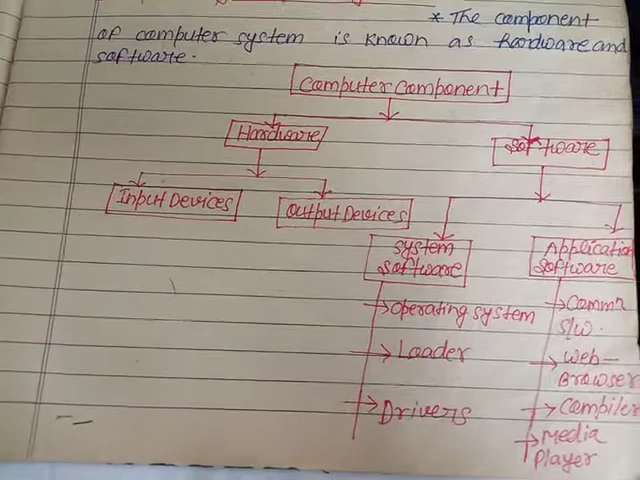 * The component
of computer system is known as hardware and
software.
Computer Component
Hardware
Software
Input Devices
Output Devices
System
Software
Application
Software
Operating system
Loader
Drivers
Commn
S/W.
Web-
Browser
Compiler
Media
Player